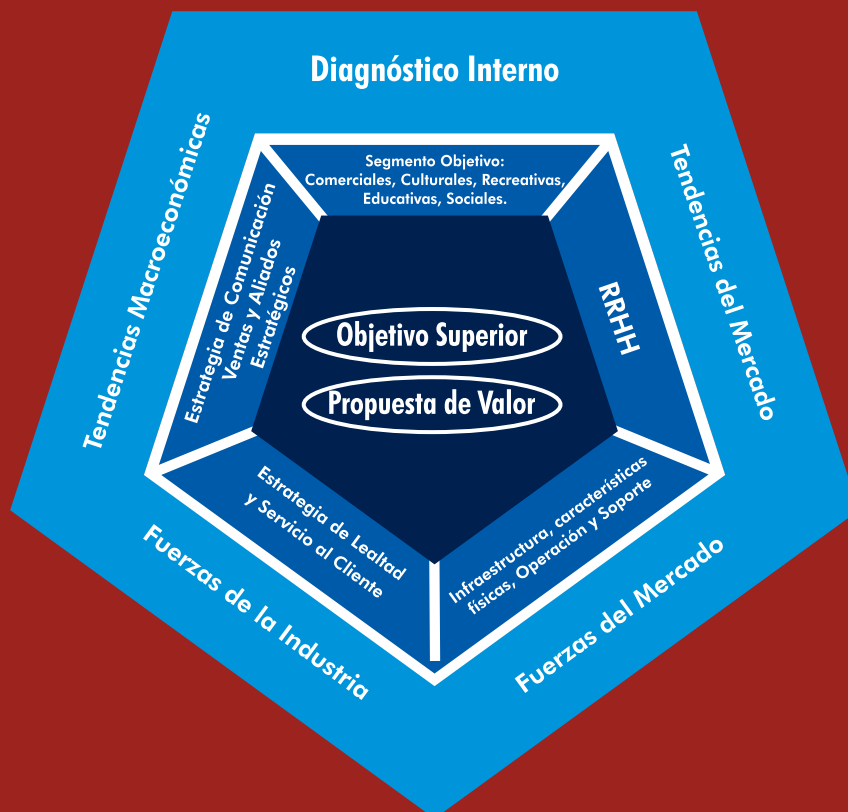 Diagnóstico Interno
Tendencias Macroeconómicas
Tendencias del Mercado
Segmento Objetivo:
Comerciales, Culturales, Recreativas,
Educativas, Sociales.
Estrategia de Comunicación
Ventas y Aliados
Estratégicos
RRHH
Objetivo Superior
Propuesta de Valor
Estrategia de Lealtad
y Servicio al Cliente
Infraestructura, características
físicas, Operación y Soporte
Fuerzas de la Industria
Fuerzas del Mercado